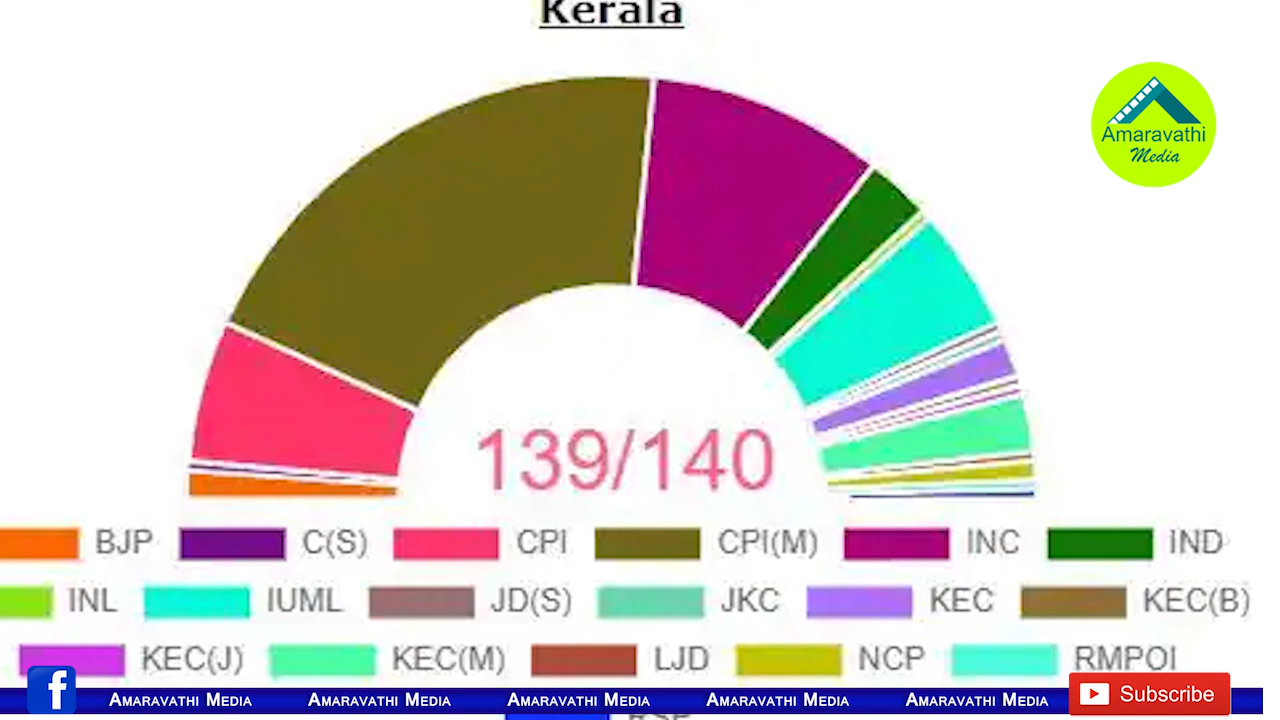 Kerala
Amaravathi
Media
139/140
BJP C(S) CPI CPI(M) INC IND
INL IUML JD(S) JKC KEC KEC(B)
KEC(J) KEC(M) LJD NCP RMPOI
f Amaravathi Media Amaravathi Media Amaravathi Media Amaravathi Media Amaravathi Media Subscribe
RSP